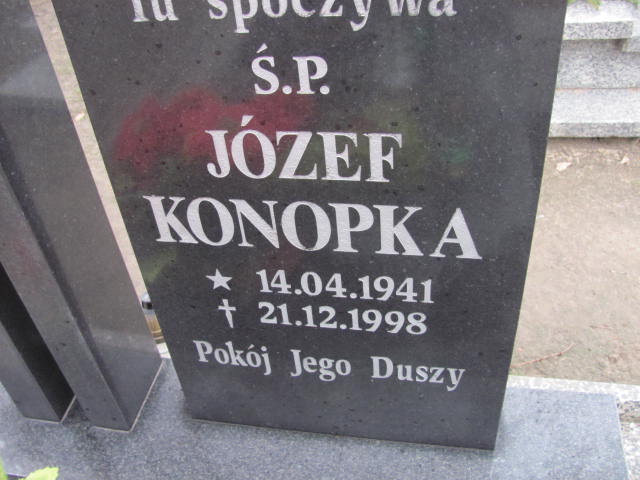 Tu spoczywa
Ś.P.
JÓZEF
KONOPKA
★ 14.04.1941
✝ 21.12.1998
Pokój Jego Duszy